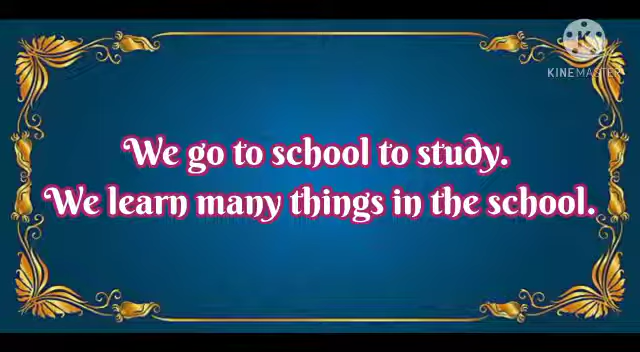 KINEMASTER
We go to school to study.
We learn many things in the school.